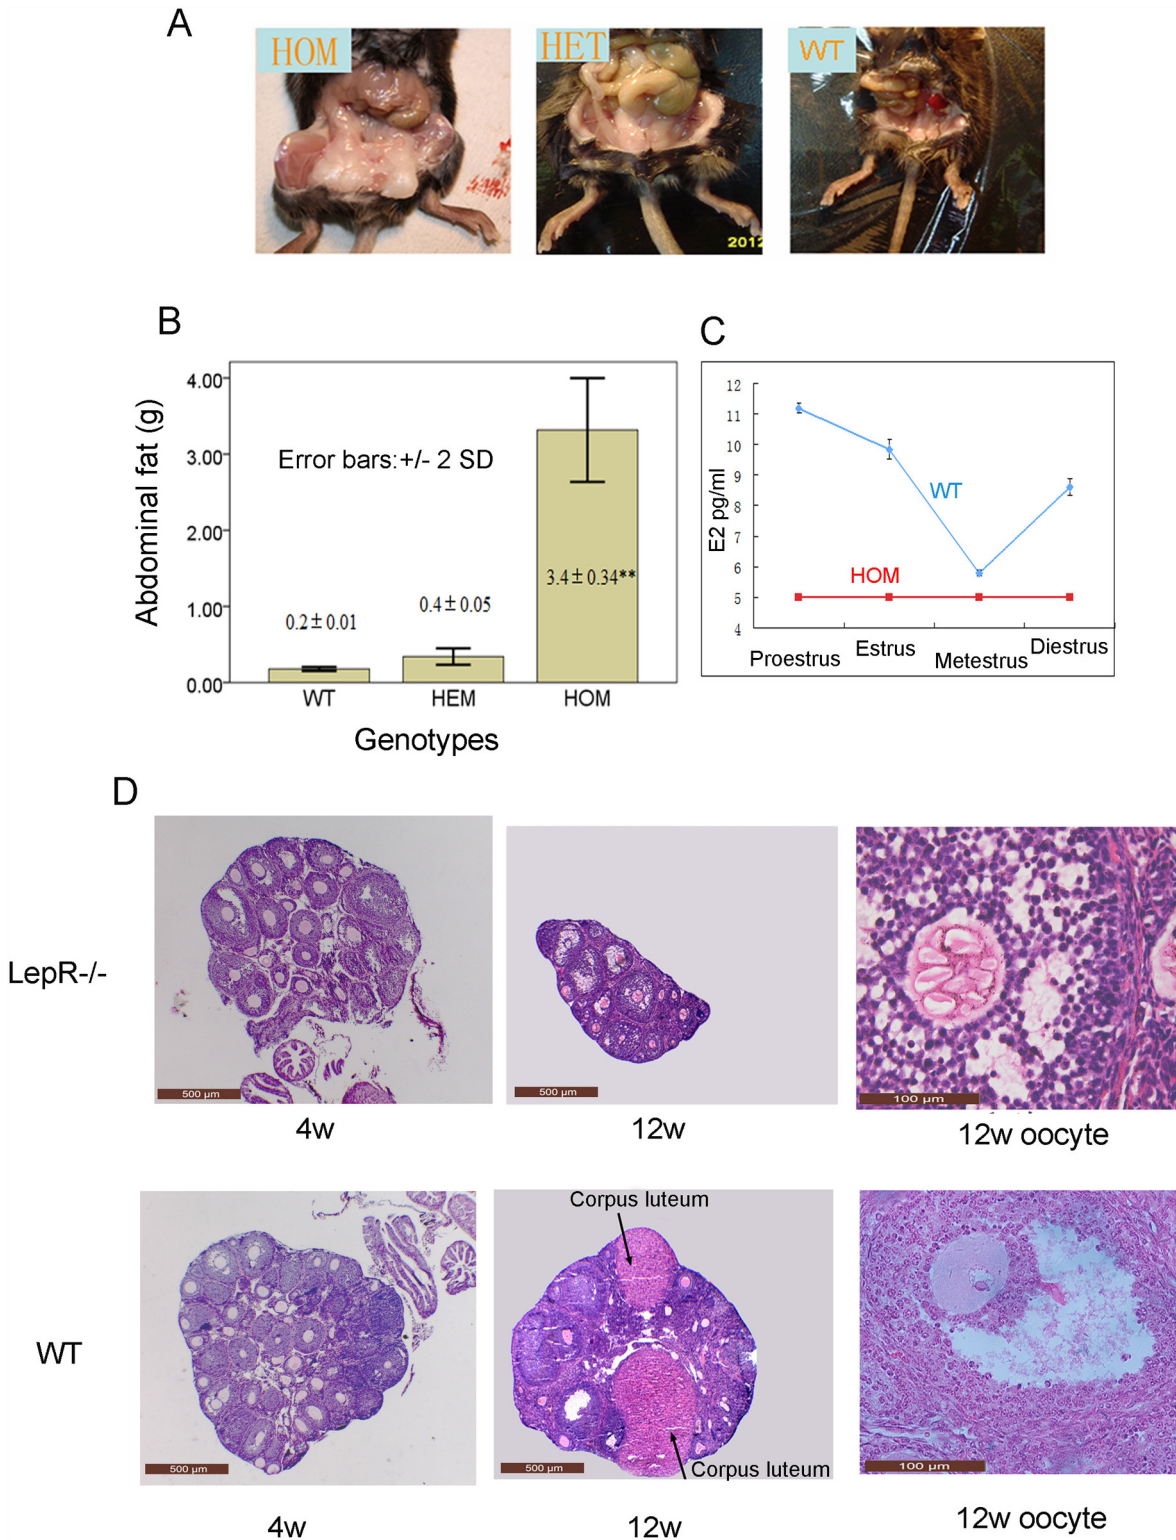 A
HOM
HET
WT
2012
B
Abdominal fat (g)
4.00
3.00
2.00
1.00
0.00
Error bars:+/- 2 SD
0.2±0.01
0.4±0.05
3.4±0.34**
WT
HEM
HOM
Genotypes
C
E2 pg/ml
12
11
10
9
8
7
6
5
4
WT
HOM
Proestrus
Estrus
Metestrus
Diestrus
D
LepR-/-
500 µm
500 µm
100 µm
4w
12w
12w oocyte
WT
Corpus luteum
Corpus luteum
500 µm
500 µm
100 µm
4w
12w
12w oocyte